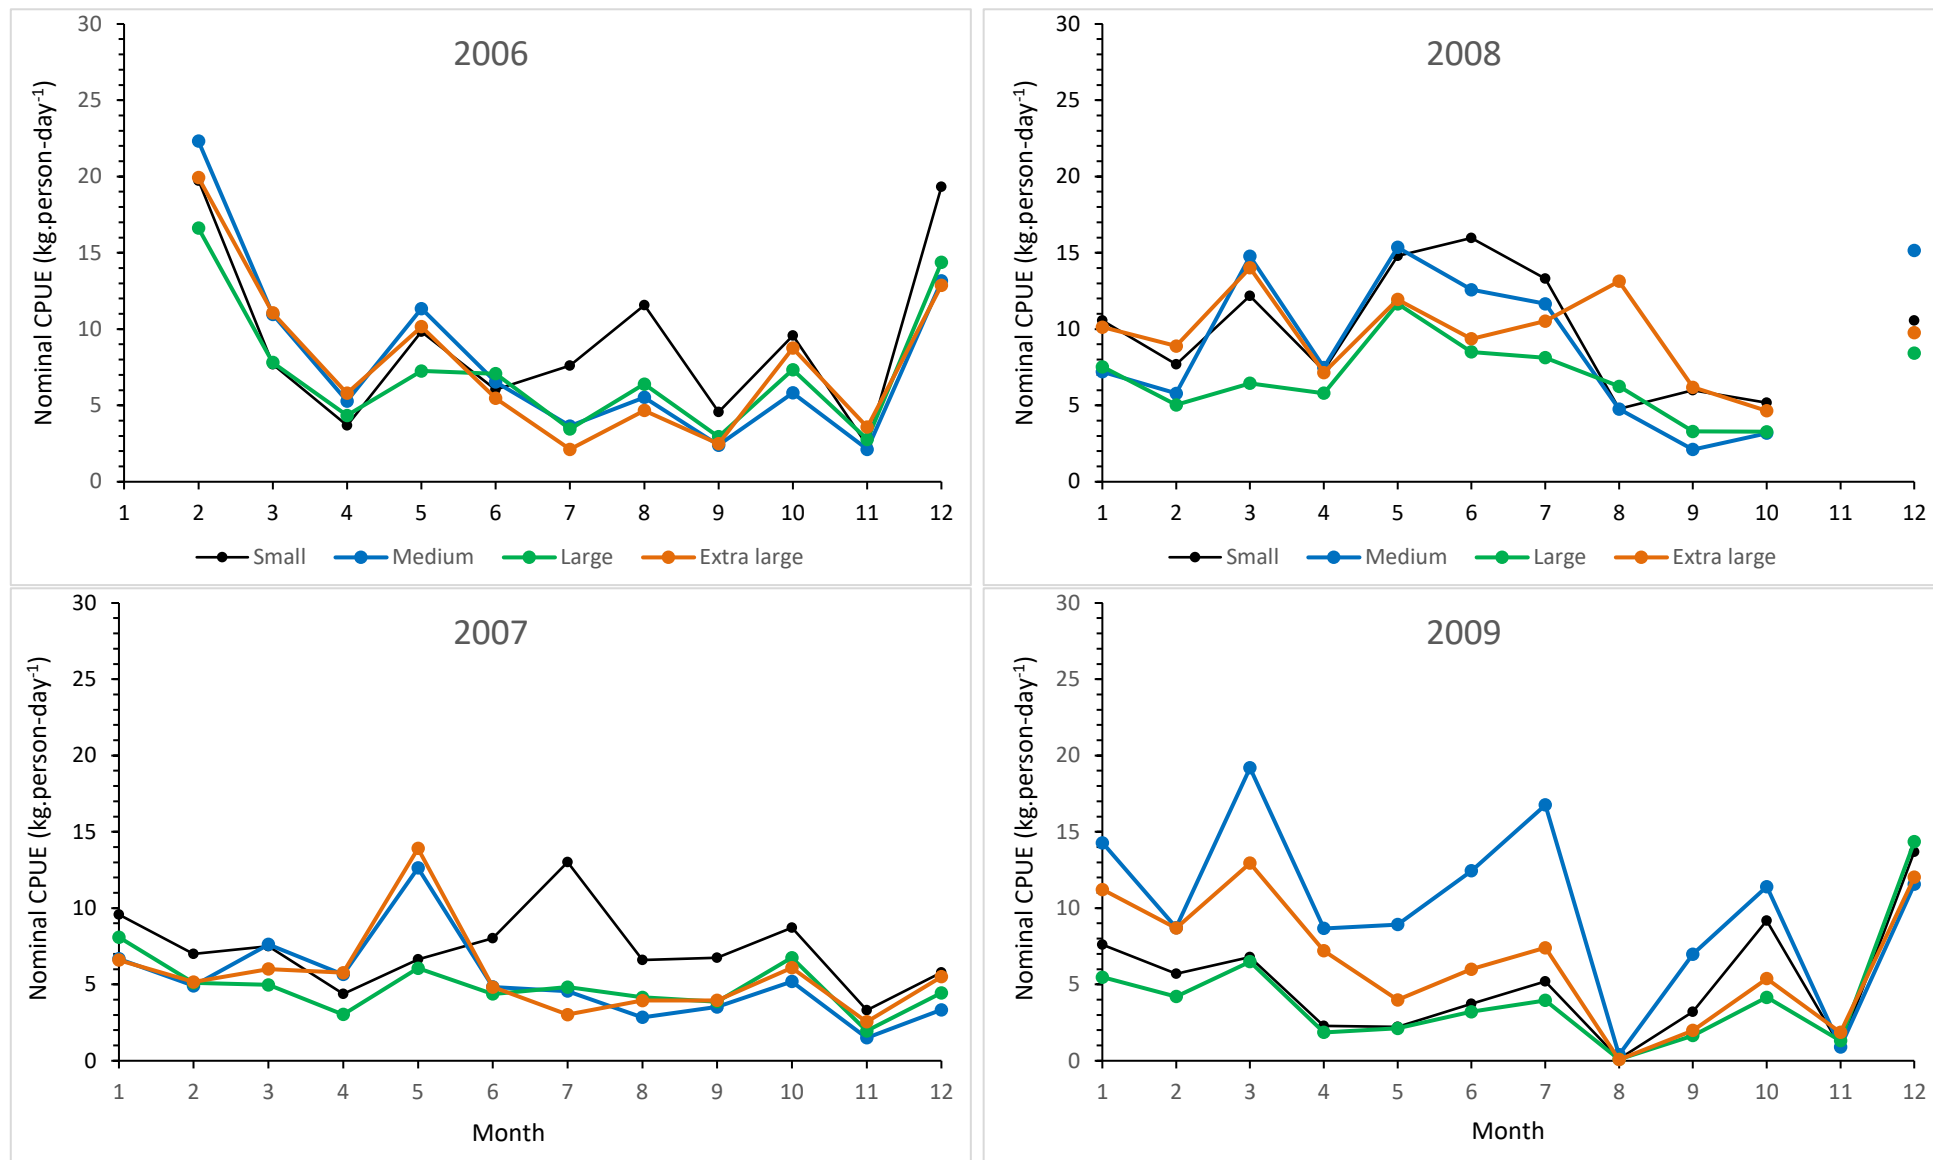 2006
Nominal CPUE (kg.person-day⁻¹)
30
25
20
15
10
5
0
1 2 3 4 5 6 7 8 9 10 11 12
Small Medium Large Extra large
2008
Nominal CPUE (kg.person-day⁻¹)
30
25
20
15
10
5
0
1 2 3 4 5 6 7 8 9 10 11 12
Small Medium Large Extra large
2007
Nominal CPUE (kg.person-day⁻¹)
30
25
20
15
10
5
0
1 2 3 4 5 6 7 8 9 10 11 12
Month
2009
Nominal CPUE (kg.person-day⁻¹)
30
25
20
15
10
5
0
1 2 3 4 5 6 7 8 9 10 11 12
Month